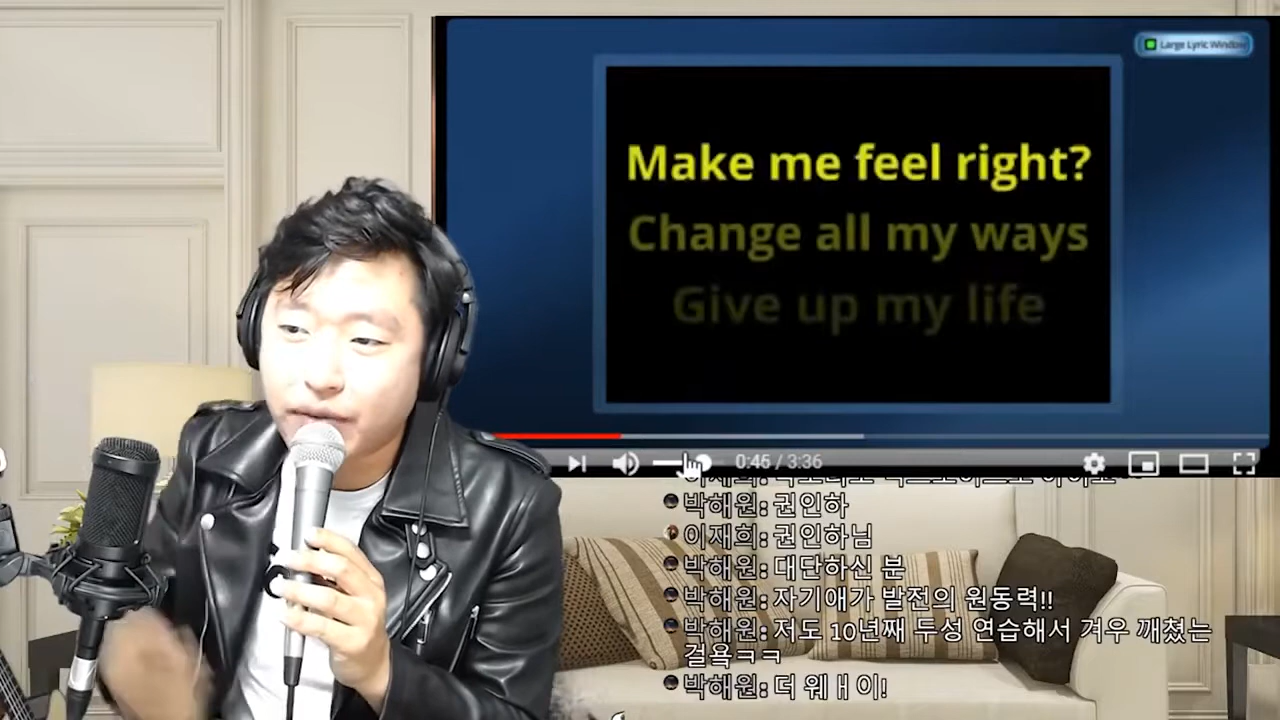 Large Lyric Window
Make me feel right?
Change all my ways
Give up my life
0:45 / 3:36
박해원: 권인하
이재희: 권인하님
박해원: 대단하신 분
박해원: 자기애가 발전의 원동력!!
박해원: 저도 10년째 두성 연습해서 겨우 깨쳤는
걸욬ㅋㅋ
박해원: 더 웨ㅐ이!